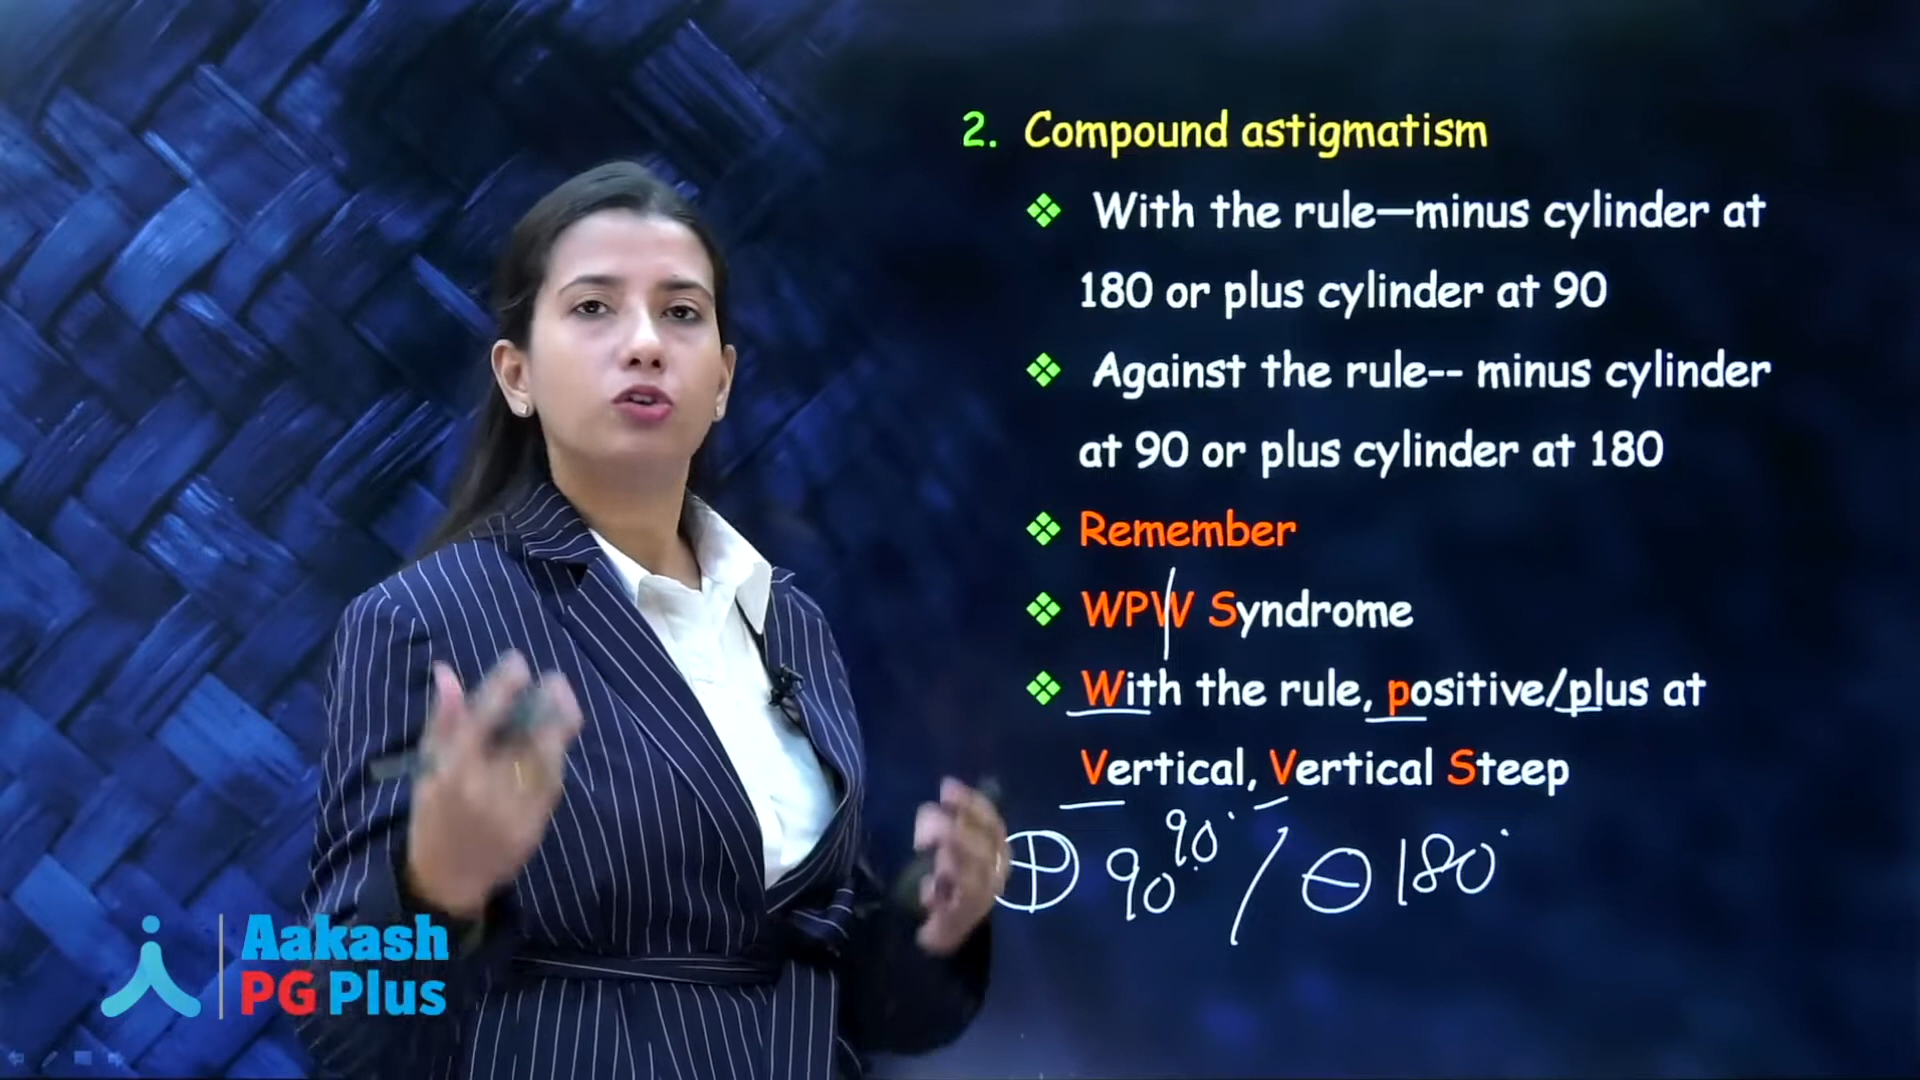 2. Compound astigmatism
With the rule—minus cylinder at
180 or plus cylinder at 90
Against the rule-- minus cylinder
at 90 or plus cylinder at 180
Remember
WPW Syndrome
With the rule, positive/plus at
Vertical, Vertical Steep
⊕ 90 90° / ⊖ 180°
Aakash
PG Plus